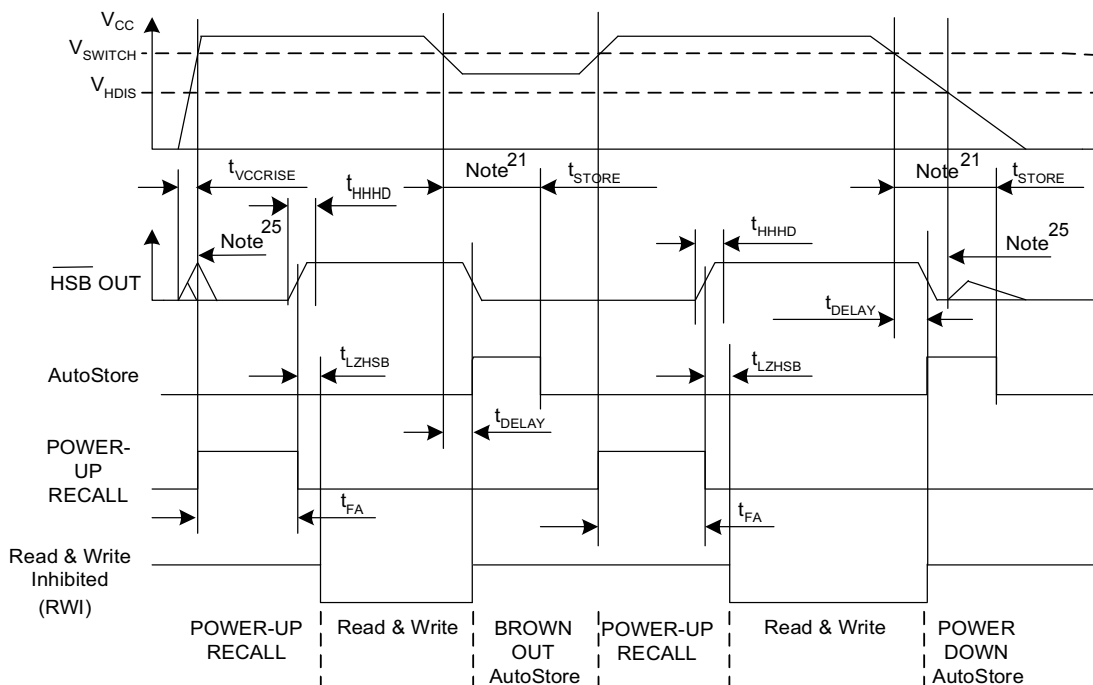 VCC
VSWITCH
VHDIS
tVCCRISE
tHHHD
Note21
tSTORE
Note21
tSTORE
Note25
tHHHD
Note25
HSB OUT
tDELAY
tLZHSB
tLZHSB
AutoStore
tDELAY
POWER-
UP
RECALL
tFA
tFA
Read & Write
Inhibited
(RWI)
POWER-UP
RECALL
Read & Write
BROWN
OUT
AutoStore
POWER-UP
RECALL
Read & Write
POWER
DOWN
AutoStore